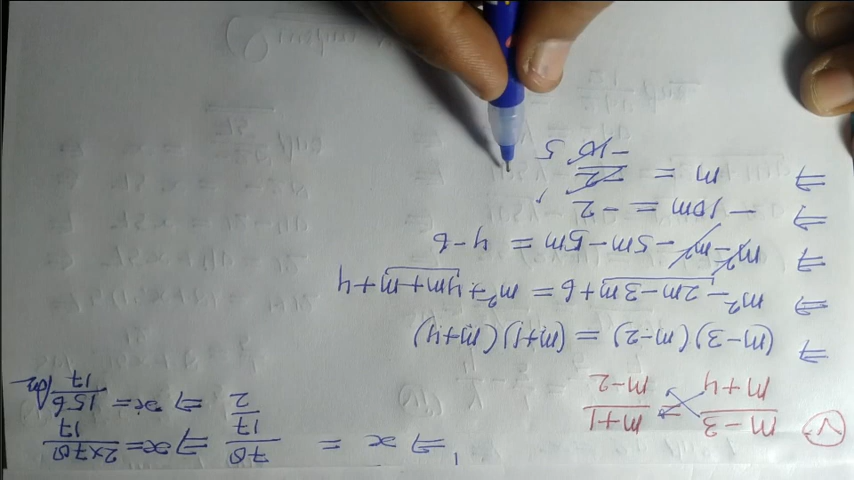 ⇒ x = 78/(17/2) ⇒ x = (2×78)/17
⇒ x = 156/17 Ans
(v) (m-3)/(m+4) = (m+1)/(m-2)
⇒ (m-3)(m-2) = (m+1)(m+4)
⇒ m² - 2m - 3m + 6 = m² + 4m + m + 4
⇒ m² - m² - 5m - 5m = 4 - 6
⇒ - 10m = - 2
⇒ m = -2/-10 1 5